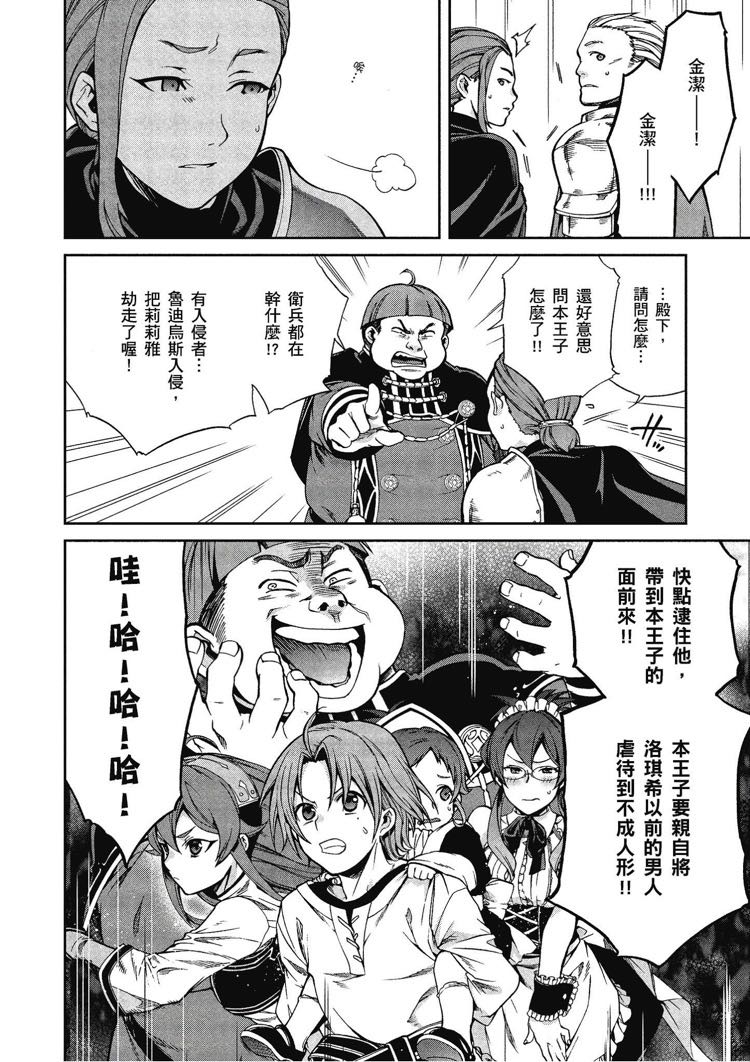 金潔——！
金潔——!!!
唉…
…殿下，
請問怎麼…
還好意思
問本王子
怎麼了!!
衛兵都在
幹什麼!?
有入侵者…
魯迪烏斯入侵，
把莉莉雅
劫走了喔！
快點逮住他，
帶到本王子的
面前來!!
本王子要親自將
洛琪希以前的男人
虐待到不成人形!!
哇！哈！哈！哈！哈！